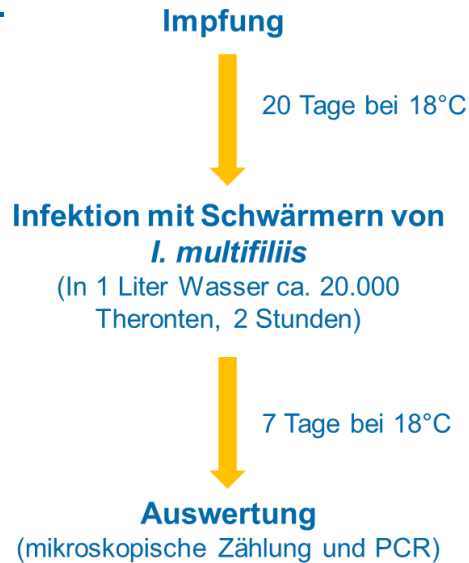 Impfung
20 Tage bei 18°C
Infektion mit Schwärmern von
I. multifiliis
(In 1 Liter Wasser ca. 20.000
Theronten, 2 Stunden)
7 Tage bei 18°C
Auswertung
(mikroskopische Zählung und PCR)